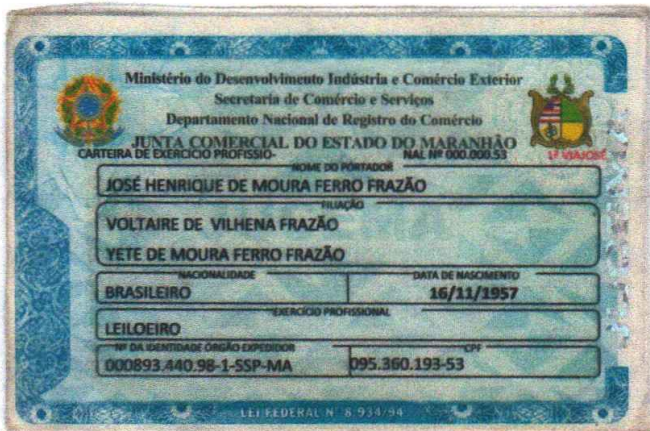 Ministério do Desenvolvimento Indústria e Comércio Exterior
Secretaria de Comércio e Serviços
Departamento Nacional de Registro do Comércio
JUNTA COMERCIAL DO ESTADO DO MARANHÃO
CARTEIRA DE EXERCÍCIO PROFISSIO- NAL Nº 000.000.53 1ª VIAJOSÉ
NOME DO PORTADOR
JOSÉ HENRIQUE DE MOURA FERRO FRAZÃO
FILIAÇÃO
VOLTAIRE DE VILHENA FRAZÃO
YETE DE MOURA FERRO FRAZÃO
NACIONALIDADE DATA DE NASCIMENTO
BRASILEIRO 16/11/1957
EXERCÍCIO PROFISSIONAL
LEILOEIRO
Nº DA IDENTIDADE ÓRGÃO EXPEDIDOR CPF
000893.440.98-1-SSP-MA 095.360.193-53
LEI FEDERAL Nº 8.934/94